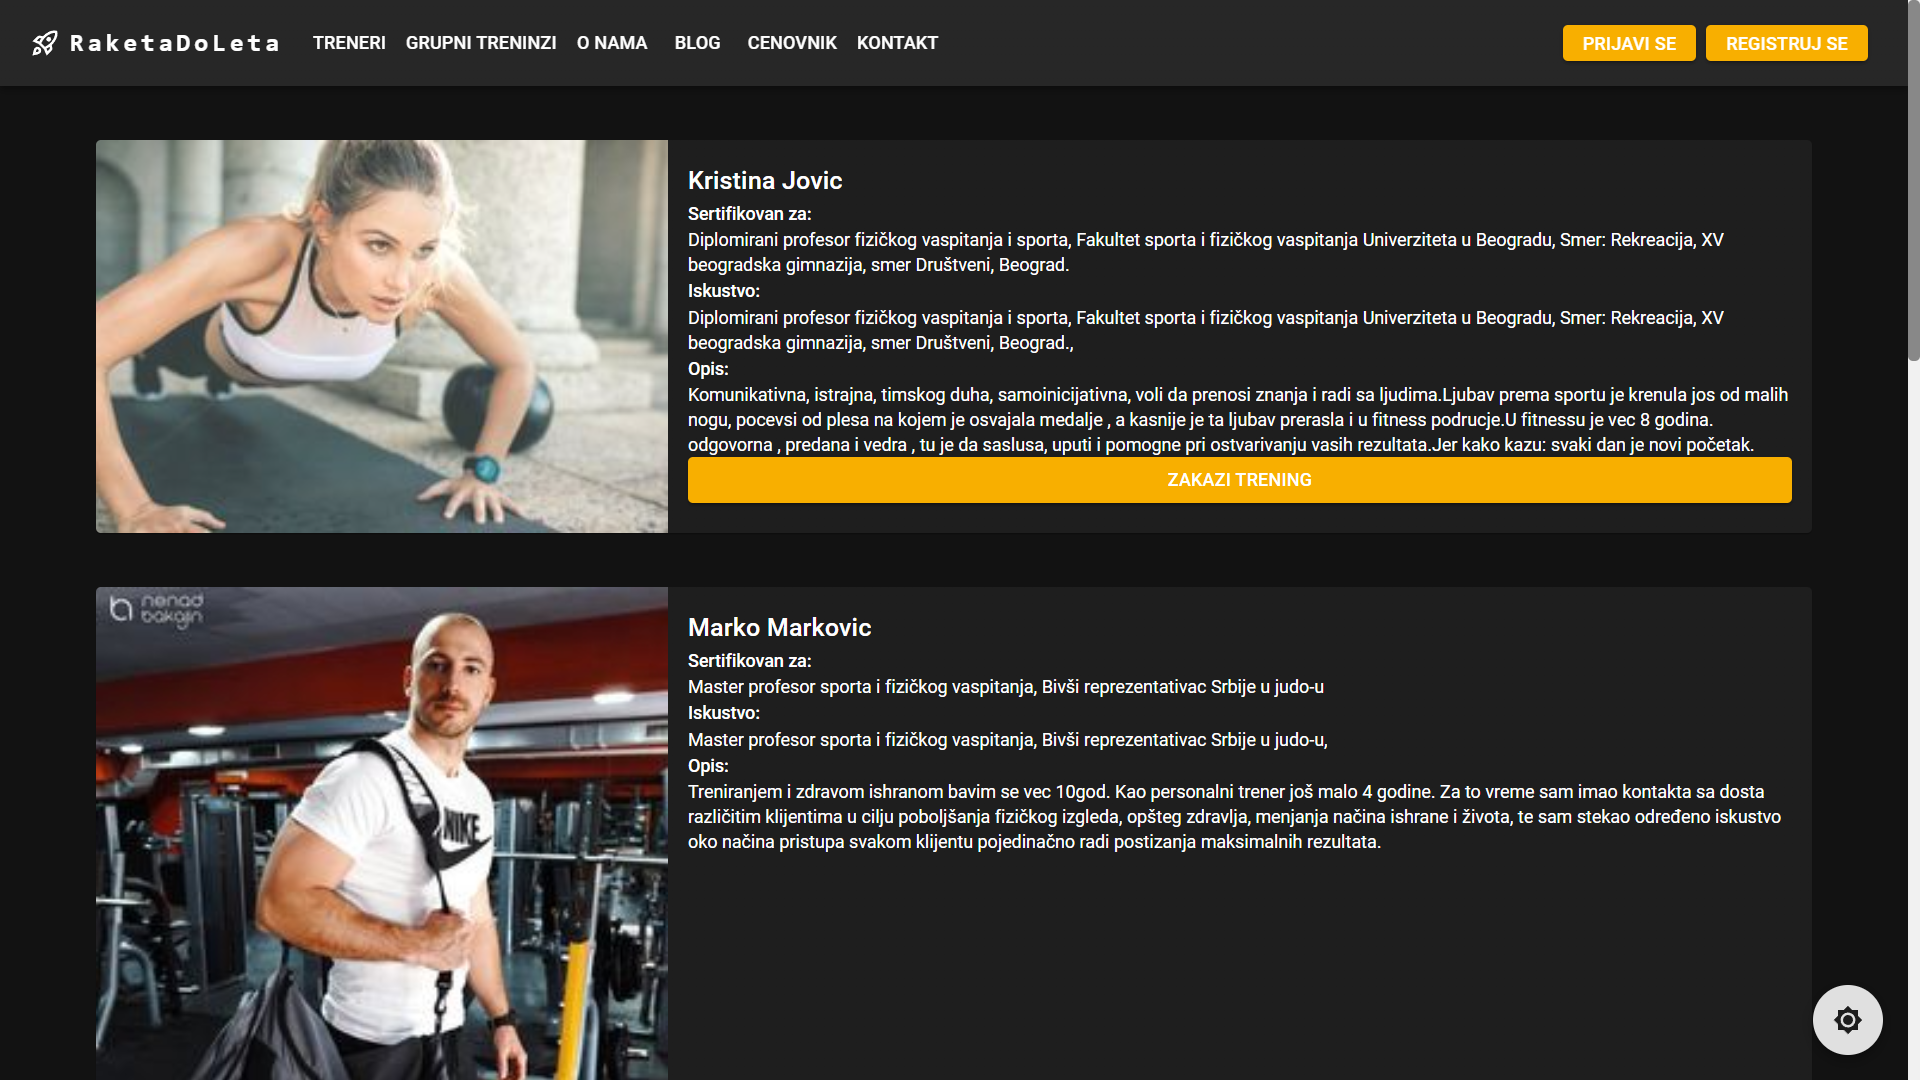 RaketaDoLeta TRENERI GRUPNI TRENINZI O NAMA BLOG CENOVNIK KONTAKT PRIJAVI SE REGISTRUJ SE
Kristina Jovic
Sertifikovan za:
Diplomirani profesor fizičkog vaspitanja i sporta, Fakultet sporta i fizičkog vaspitanja Univerziteta u Beogradu, Smer: Rekreacija, XV
beogradska gimnazija, smer Društveni, Beograd.
Iskustvo:
Diplomirani profesor fizičkog vaspitanja i sporta, Fakultet sporta i fizičkog vaspitanja Univerziteta u Beogradu, Smer: Rekreacija, XV
beogradska gimnazija, smer Društveni, Beograd.,
Opis:
Komunikativna, istrajna, timskog duha, samoinicijativna, voli da prenosi znanja i radi sa ljudima.Ljubav prema sportu je krenula jos od malih
nogu, pocevsi od plesa na kojem je osvajala medalje , a kasnije je ta ljubav prerasla i u fitness podrucje.U fitnessu je vec 8 godina.
odgovorna , predana i vedra , tu je da saslusa, uputi i pomogne pri ostvarivanju vasih rezultata.Jer kako kazu: svaki dan je novi početak.
ZAKAZI TRENING
nenad
bakalin
NIKE
Marko Markovic
Sertifikovan za:
Master profesor sporta i fizičkog vaspitanja, Bivši reprezentativac Srbije u judo-u
Iskustvo:
Master profesor sporta i fizičkog vaspitanja, Bivši reprezentativac Srbije u judo-u,
Opis:
Treniranjem i zdravom ishranom bavim se vec 10god. Kao personalni trener još malo 4 godine. Za to vreme sam imao kontakta sa dosta
različitim klijentima u cilju poboljšanja fizičkog izgleda, opšteg zdravlja, menjanja načina ishrane i života, te sam stekao određeno iskustvo
oko načina pristupa svakom klijentu pojedinačno radi postizanja maksimalnih rezultata.